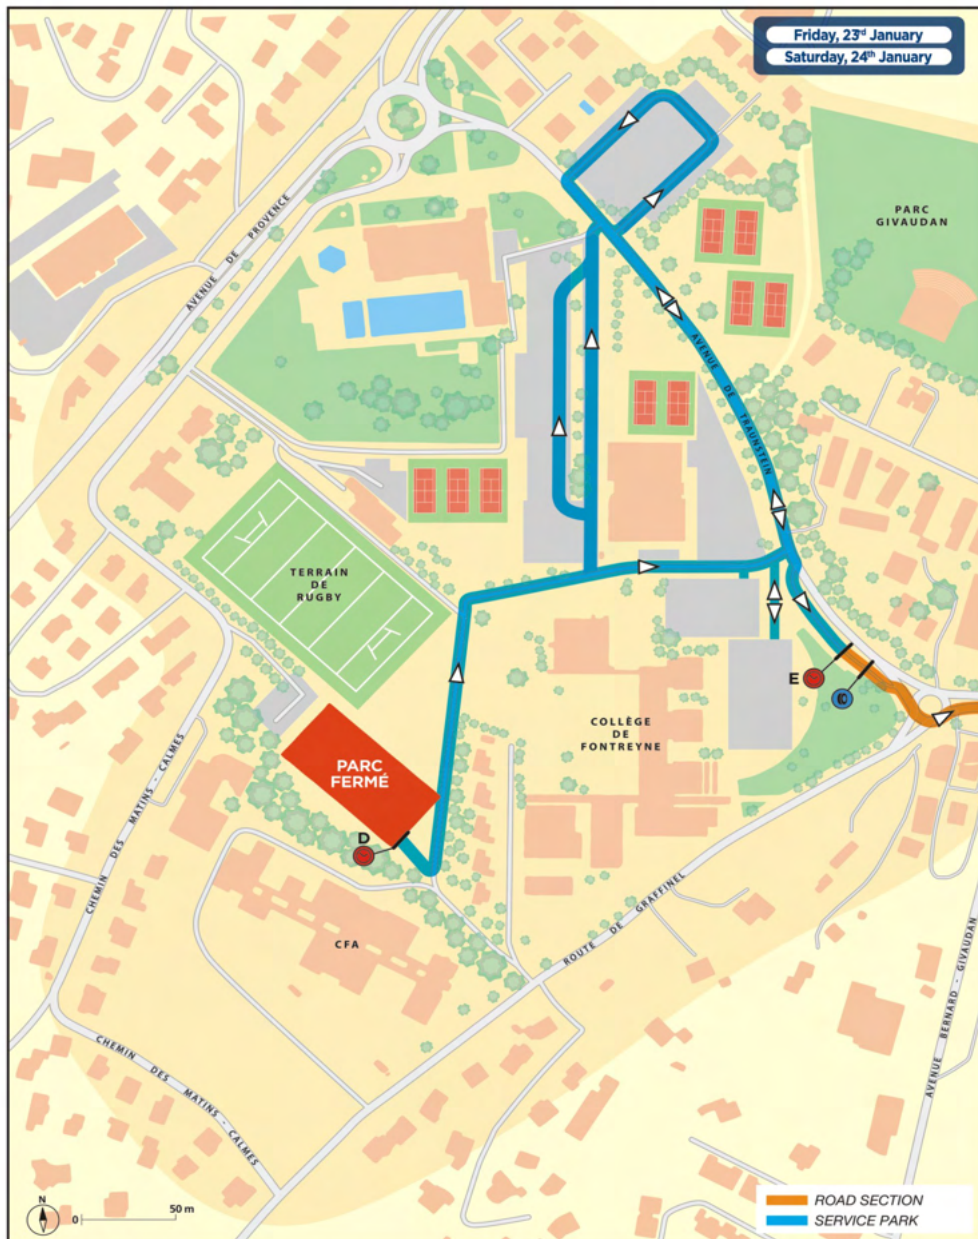 Friday, 23rd January
Saturday, 24th January
PARC
GIVAUDAN
AVENUE DE PROVENCE
AVENUE DE TRAUNSTEIN
TERRAIN
DE
RUGBY
E
COLLÈGE
DE
FONTREYNE
PARC
FERMÉ
D
CHEMIN DES MATINS - CALMES
CFA
ROUTE DE GRAFFINEL
AVENUE BERNARD - GIVAUDAN
CHEMIN DES MATINS - CALMES
N
0 50 m
ROAD SECTION
SERVICE PARK